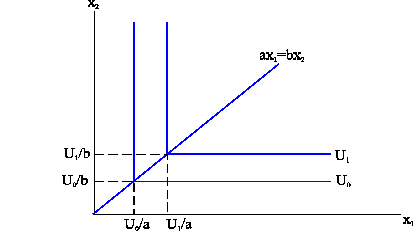 x₂
ax₁=bx₂
U₁/b
U₁
U₀/b
U₀
U₀/a
U₁/a
x₁